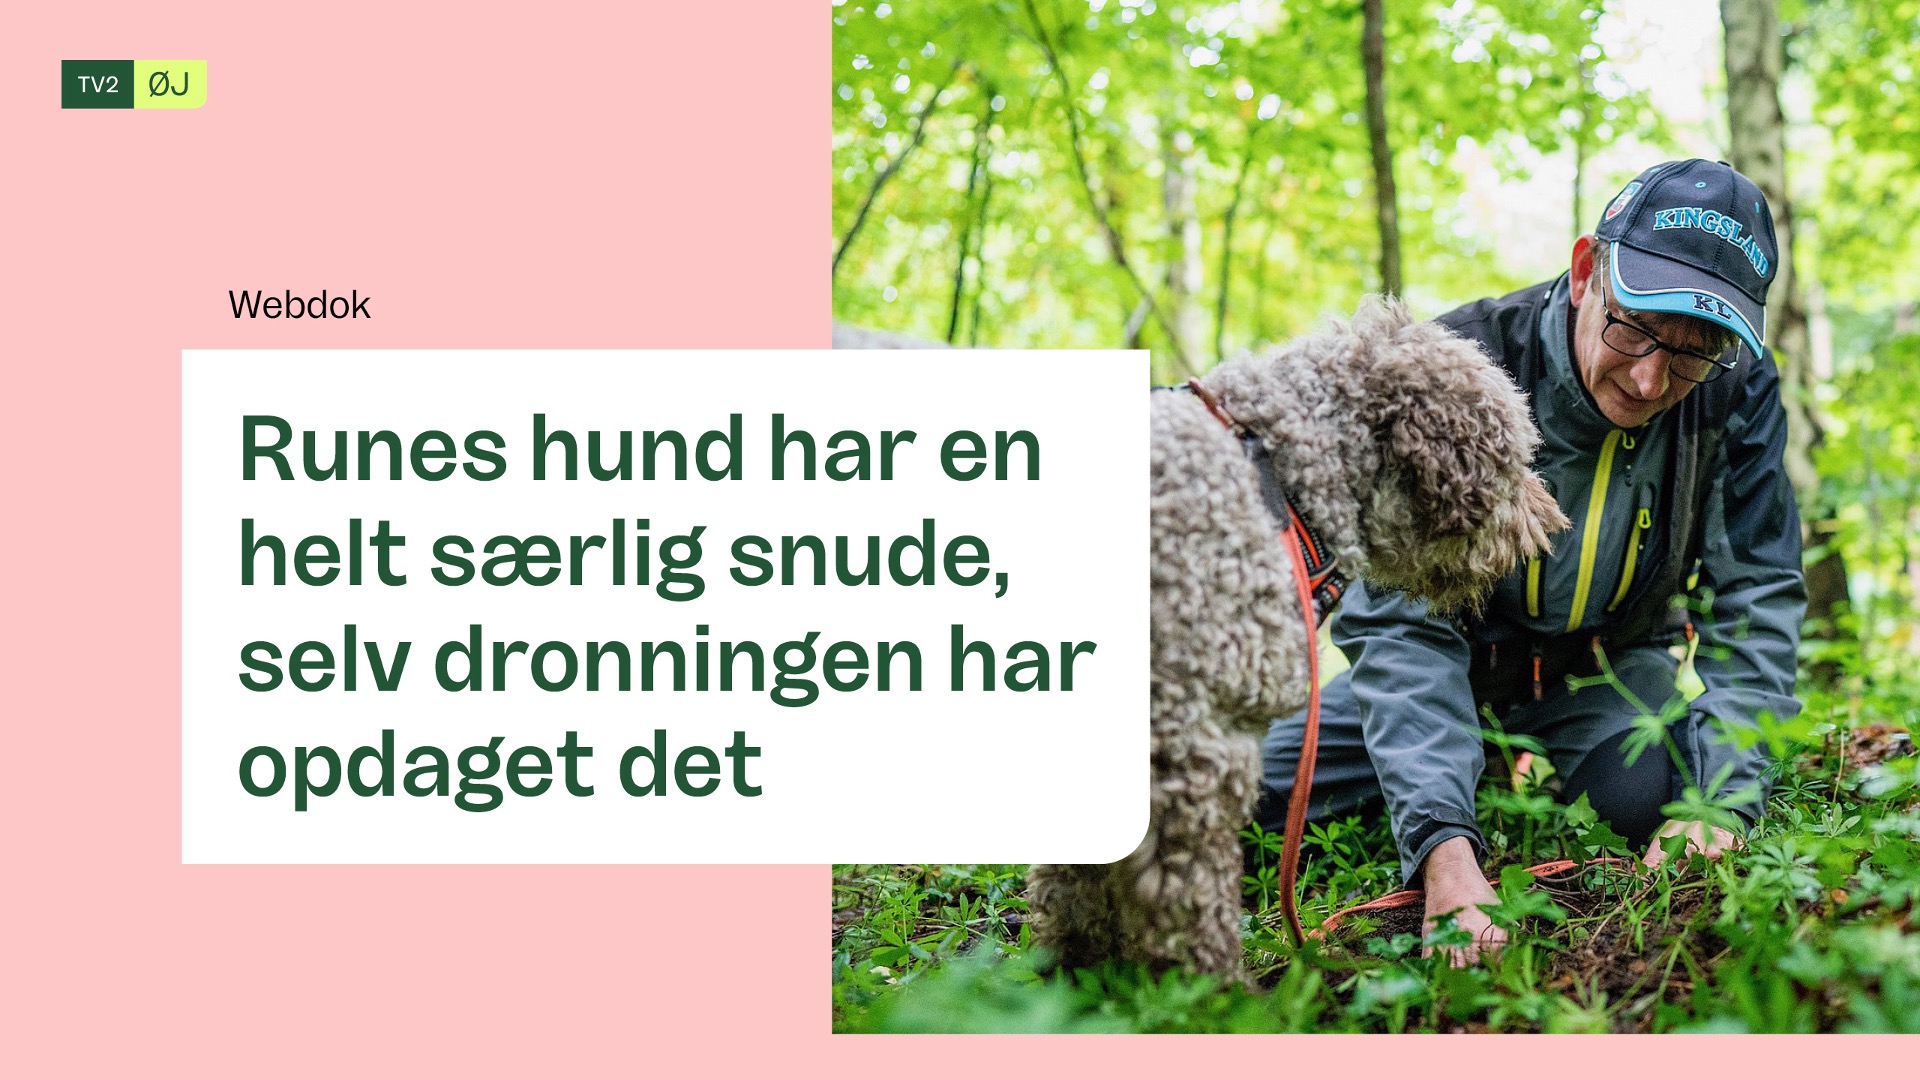 TV2 ØJ
Webdok
Runes hund har en
helt særlig snude,
selv dronningen har
opdaget det
KINGSLAND
KL